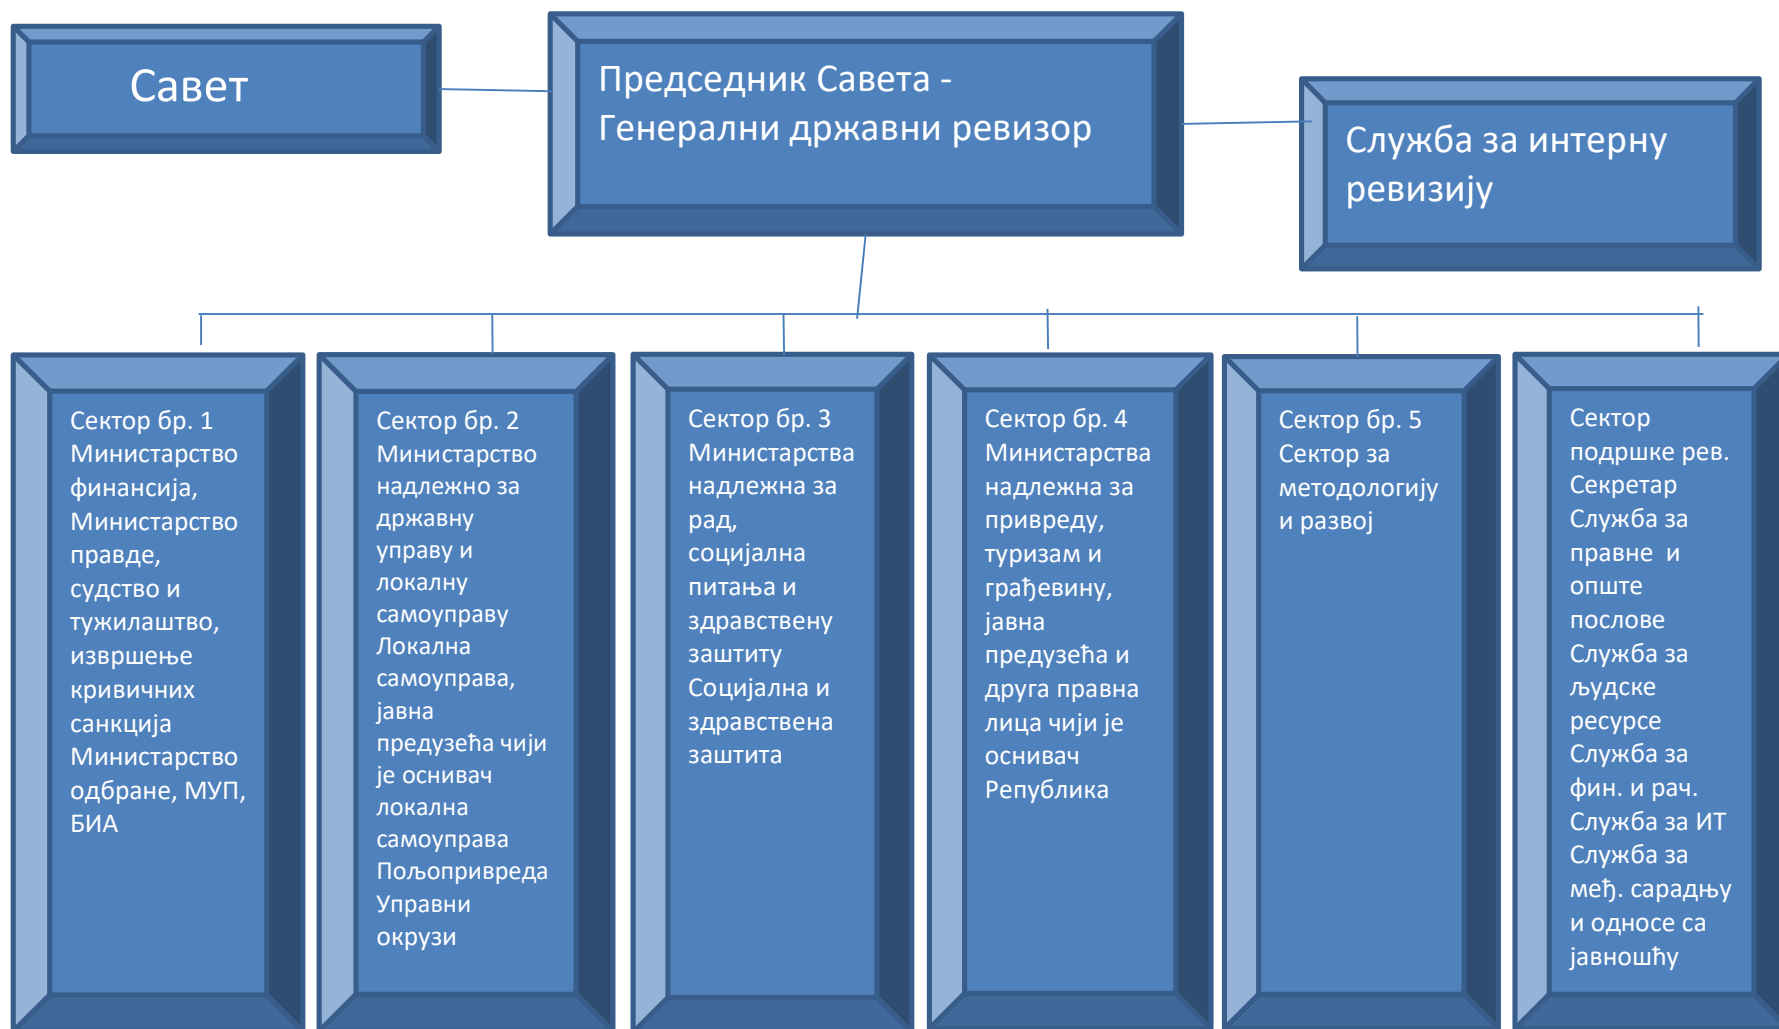 Савет
Председник Савета -
Генерални државни ревизор
Служба за интерну
ревизију
Сектор бр. 1
Министарство
финансија,
Министарство
правде,
судство и
тужилаштво,
извршење
кривичних
санкција
Министарство
одбране, МУП,
БИА
Сектор бр. 2
Министарство
надлежно за
државну
управу и
локалну
самоуправу
Локална
самоуправа,
јавна
предузећа чији
је оснивач
локална
самоуправа
Пољопривреда
Управни
окрузи
Сектор бр. 3
Министарства
надлежна за
рад,
социјална
питања и
здравствену
заштиту
Социјална и
здравствена
заштита
Сектор бр. 4
Министарства
надлежна за
привреду,
туризам и
грађевину,
јавна
предузећа и
друга правна
лица чији је
оснивач
Република
Сектор бр. 5
Сектор за
методологију
и развој
Сектор
подршке рев.
Секретар
Служба за
правне и
опште
послове
Служба за
људске
ресурсе
Служба за
фин. и рач.
Служба за ИТ
Служба за
међ. сарадњу
и односе са
јавношћу